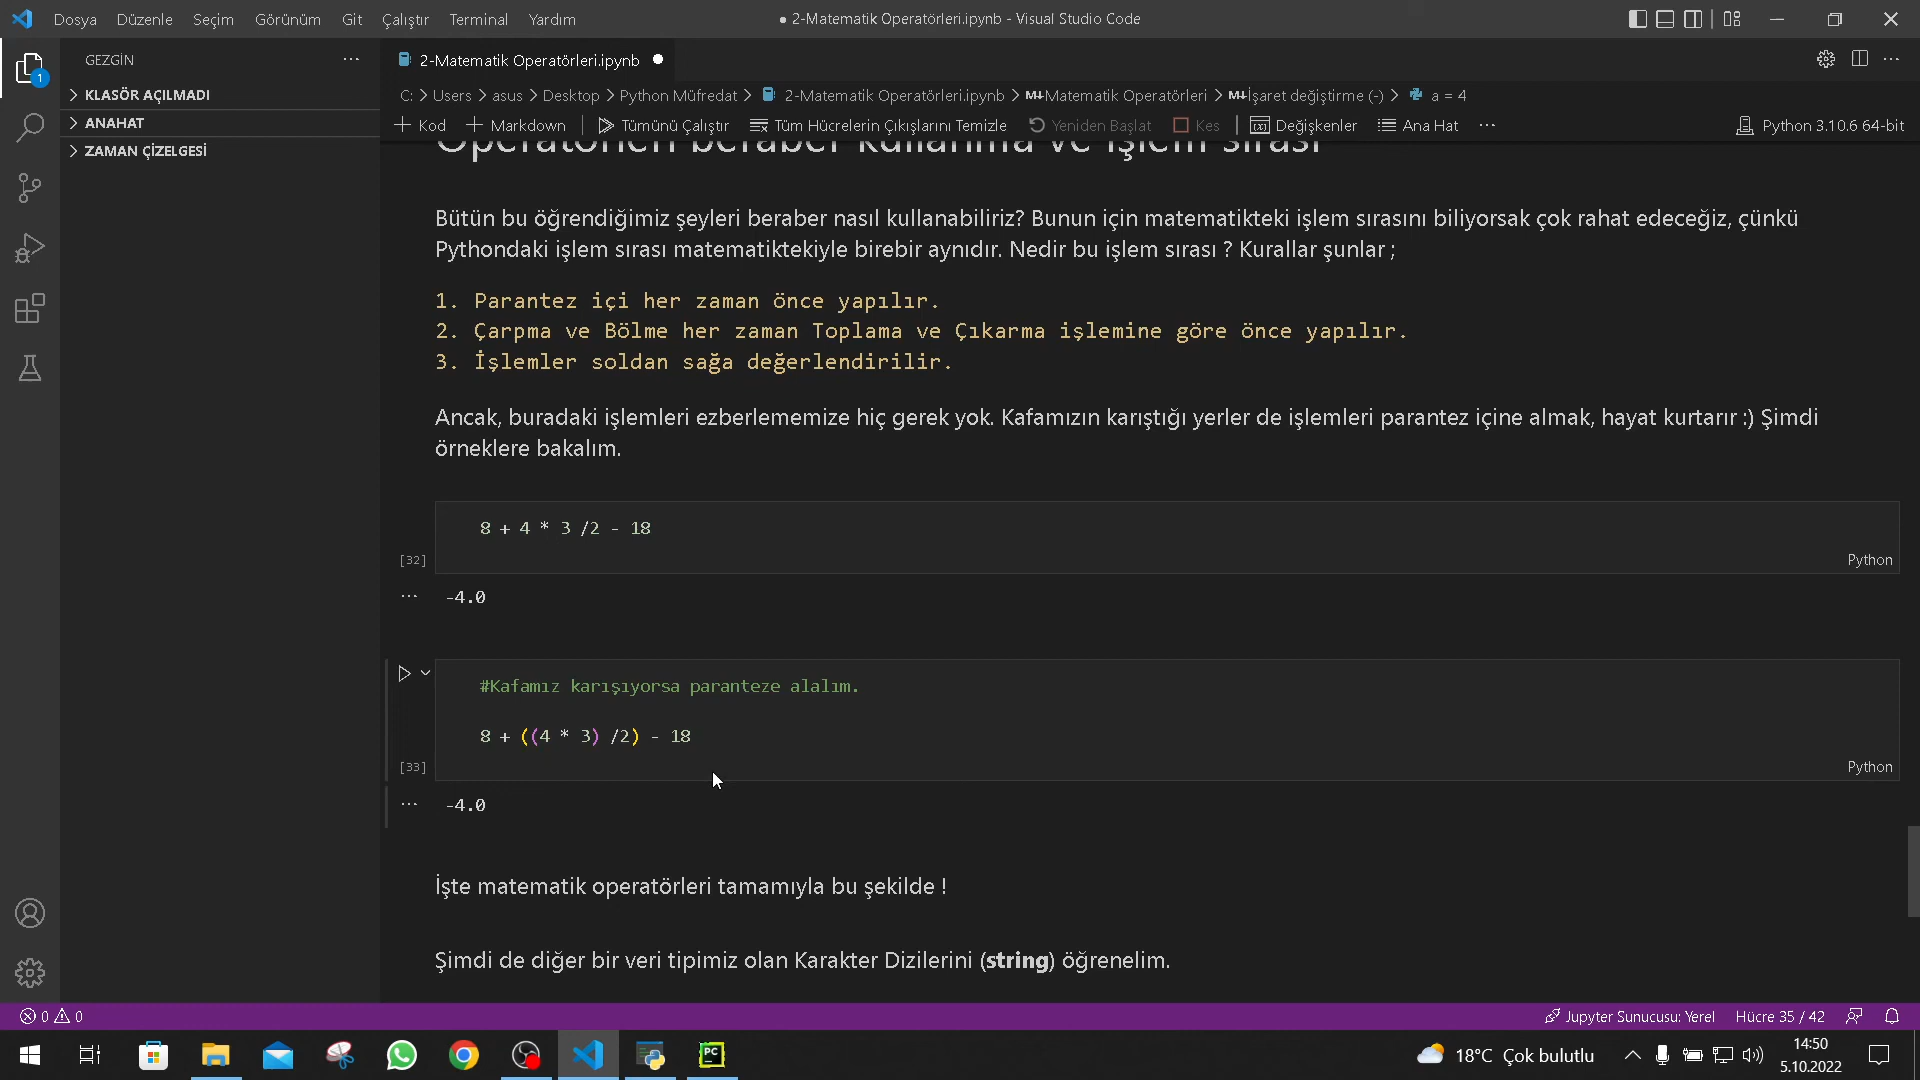 Dosya Düzenle Seçim Görünüm Git Çalıştır Terminal Yardım
● 2-Matematik Operatörleri.ipynb - Visual Studio Code
GEZGİN
2-Matematik Operatörleri.ipynb
1
KLASÖR AÇILMADI
C: > Users > asus > Desktop > Python Müfredat > 2-Matematik Operatörleri.ipynb > M↓Matematik Operatörleri > M↓İşaret değiştirme (-) > a = 4
ANAHAT
+ Kod + Markdown | Tümünü Çalıştır Tüm Hücrelerin Çıkışlarını Temizle Yeniden Başlat Kes | Değişkenler Ana Hat ... Python 3.10.6 64-bit
ZAMAN ÇİZELGESİ
Operatörleri beraber kullanma ve işlem sırası
Bütün bu öğrendiğimiz şeyleri beraber nasıl kullanabiliriz? Bunun için matematikteki işlem sırasını biliyorsak çok rahat edeceğiz, çünkü
Pythondaki işlem sırası matematiktekiyle birebir aynıdır. Nedir bu işlem sırası ? Kurallar şunlar ;
1. Parantez içi her zaman önce yapılır.
2. Çarpma ve Bölme her zaman Toplama ve Çıkarma işlemine göre önce yapılır.
3. İşlemler soldan sağa değerlendirilir.
Ancak, buradaki işlemleri ezberlememize hiç gerek yok. Kafamızın karıştığı yerler de işlemleri parantez içine almak, hayat kurtarır :) Şimdi
örneklere bakalım.
8 + 4 * 3 /2 - 18
[32]
Python
... -4.0
#Kafamız karışıyorsa paranteze alalım.
8 + ((4 * 3) /2) - 18
[33]
Python
... -4.0
İşte matematik operatörleri tamamıyla bu şekilde !
Şimdi de diğer bir veri tipimiz olan Karakter Dizilerini (string) öğrenelim.
0 0
Jupyter Sunucusu: Yerel Hücre 35 / 42
PC
18°C Çok bulutlu
14:50
5.10.2022